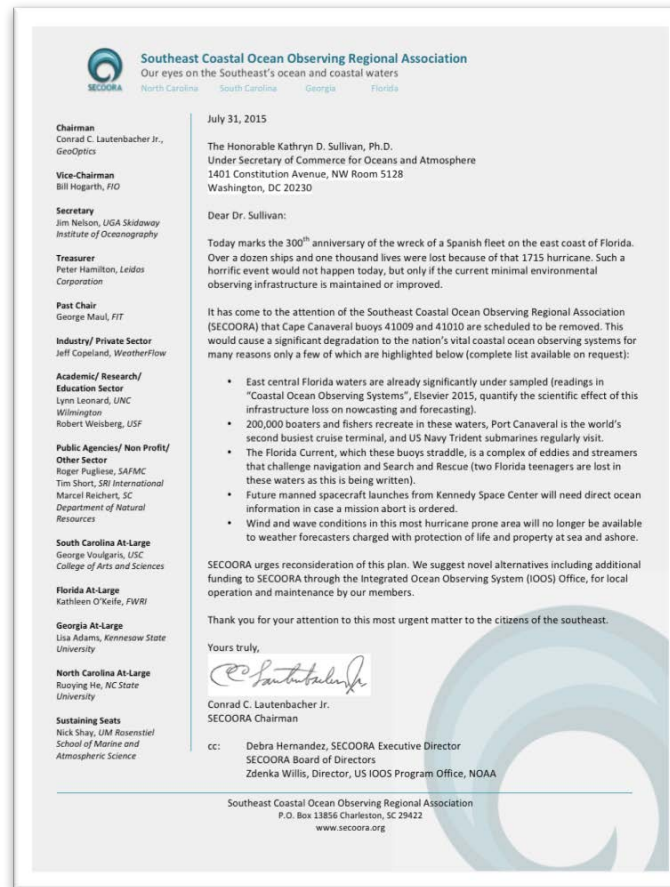 SECOORA
Southeast Coastal Ocean Observing Regional Association
Our eyes on the Southeast's ocean and coastal waters
North Carolina South Carolina Georgia Florida
Chairman
Conrad C. Lautenbacher Jr.,
GeoOptics
Vice-Chairman
Bill Hogarth, FIO
Secretary
Jim Nelson, UGA Skidaway
Institute of Oceanography
Treasurer
Peter Hamilton, Leidos
Corporation
Past Chair
George Maul, FIT
Industry/ Private Sector
Jeff Copeland, WeatherFlow
Academic/ Research/
Education Sector
Lynn Leonard, UNC
Wilmington
Robert Weisberg, USF
Public Agencies/ Non Profit/
Other Sector
Roger Pugliese, SAFMC
Tim Short, SRI International
Marcel Reichert, SC
Department of Natural
Resources
South Carolina At-Large
George Voulgaris, USC
College of Arts and Sciences
Florida At-Large
Kathleen O'Keife, FWRI
Georgia At-Large
Lisa Adams, Kennesaw State
University
North Carolina At-Large
Ruoying He, NC State
University
Sustaining Seats
Nick Shay, UM Rosenstiel
School of Marine and
Atmospheric Science
July 31, 2015
The Honorable Kathryn D. Sullivan, Ph.D.
Under Secretary of Commerce for Oceans and Atmosphere
1401 Constitution Avenue, NW Room 5128
Washington, DC 20230
Dear Dr. Sullivan:
Today marks the 300th anniversary of the wreck of a Spanish fleet on the east coast of Florida.
Over a dozen ships and one thousand lives were lost because of that 1715 hurricane. Such a
horrific event would not happen today, but only if the current minimal environmental
observing infrastructure is maintained or improved.
It has come to the attention of the Southeast Coastal Ocean Observing Regional Association
(SECOORA) that Cape Canaveral buoys 41009 and 41010 are scheduled to be removed. This
would cause a significant degradation to the nation's vital coastal ocean observing systems for
many reasons only a few of which are highlighted below (complete list available on request):
• East central Florida waters are already significantly under sampled (readings in
"Coastal Ocean Observing Systems", Elsevier 2015, quantify the scientific effect of this
infrastructure loss on nowcasting and forecasting).
• 200,000 boaters and fishers recreate in these waters, Port Canaveral is the world's
second busiest cruise terminal, and US Navy Trident submarines regularly visit.
• The Florida Current, which these buoys straddle, is a complex of eddies and streamers
that challenge navigation and Search and Rescue (two Florida teenagers are lost in
these waters as this is being written).
• Future manned spacecraft launches from Kennedy Space Center will need direct ocean
information in case a mission abort is ordered.
• Wind and wave conditions in this most hurricane prone area will no longer be available
to weather forecasters charged with protection of life and property at sea and ashore.
SECOORA urges reconsideration of this plan. We suggest novel alternatives including additional
funding to SECOORA through the Integrated Ocean Observing System (IOOS) Office, for local
operation and maintenance by our members.
Thank you for your attention to this most urgent matter to the citizens of the southeast.
Yours truly,
C C Lautenbacher Jr
Conrad C. Lautenbacher Jr.
SECOORA Chairman
cc: Debra Hernandez, SECOORA Executive Director
SECOORA Board of Directors
Zdenka Willis, Director, US IOOS Program Office, NOAA
Southeast Coastal Ocean Observing Regional Association
P.O. Box 13856 Charleston, SC 29422
www.secoora.org